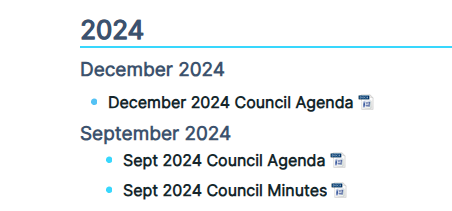 2024
December 2024
December 2024 Council Agenda
September 2024
Sept 2024 Council Agenda
Sept 2024 Council Minutes